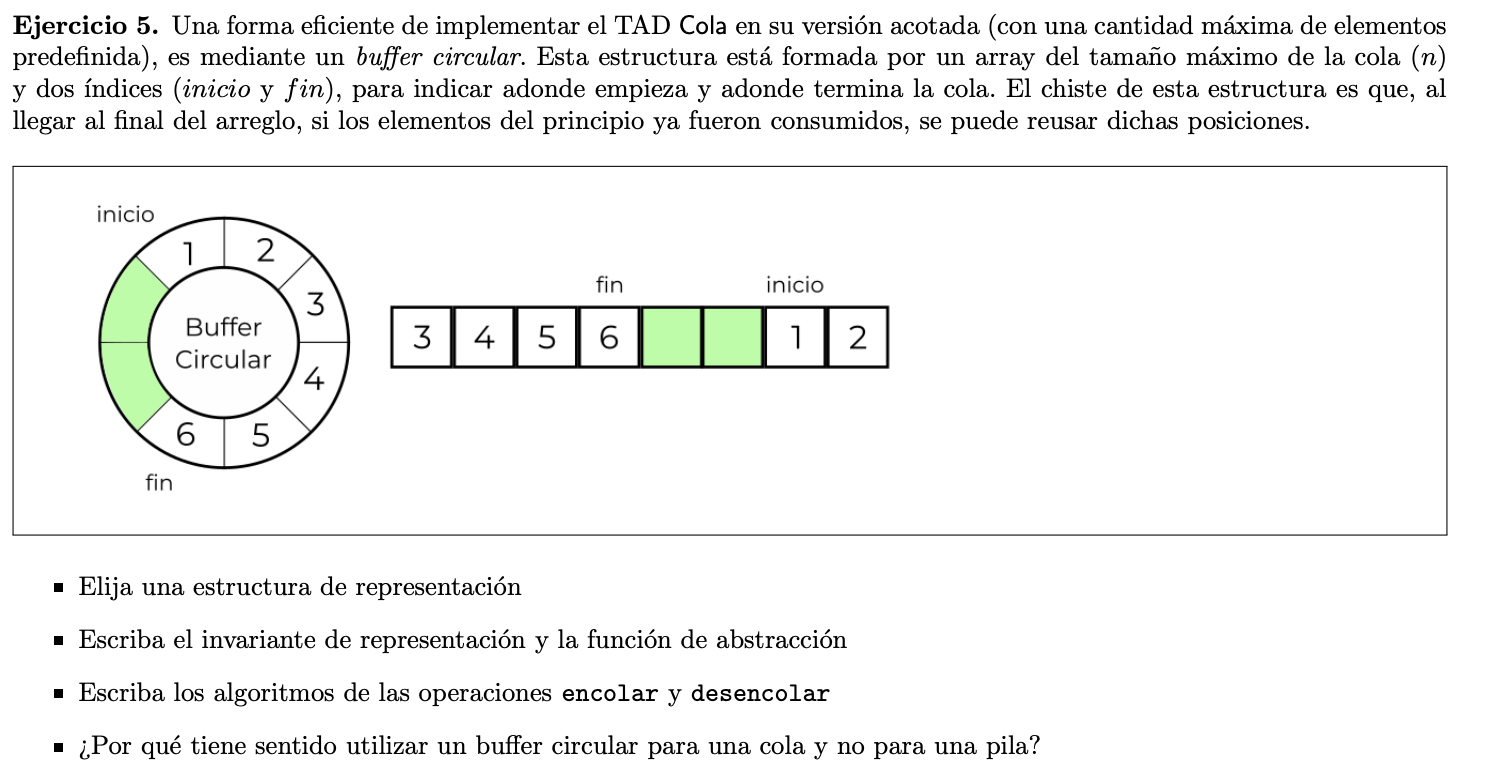 Ejercicio 5. Una forma eficiente de implementar el TAD Cola en su versión acotada (con una cantidad máxima de elementos
predefinida), es mediante un buffer circular. Esta estructura está formada por un array del tamaño máximo de la cola (n)
y dos índices (inicio y fin), para indicar adonde empieza y adonde termina la cola. El chiste de esta estructura es que, al
llegar al final del arreglo, si los elementos del principio ya fueron consumidos, se puede reusar dichas posiciones.
inicio
1 2
3
4
5
6
Buffer
Circular
fin
fin inicio
3 4 5 6 1 2
▪ Elija una estructura de representación
▪ Escriba el invariante de representación y la función de abstracción
▪ Escriba los algoritmos de las operaciones encolar y desencolar
▪ ¿Por qué tiene sentido utilizar un buffer circular para una cola y no para una pila?